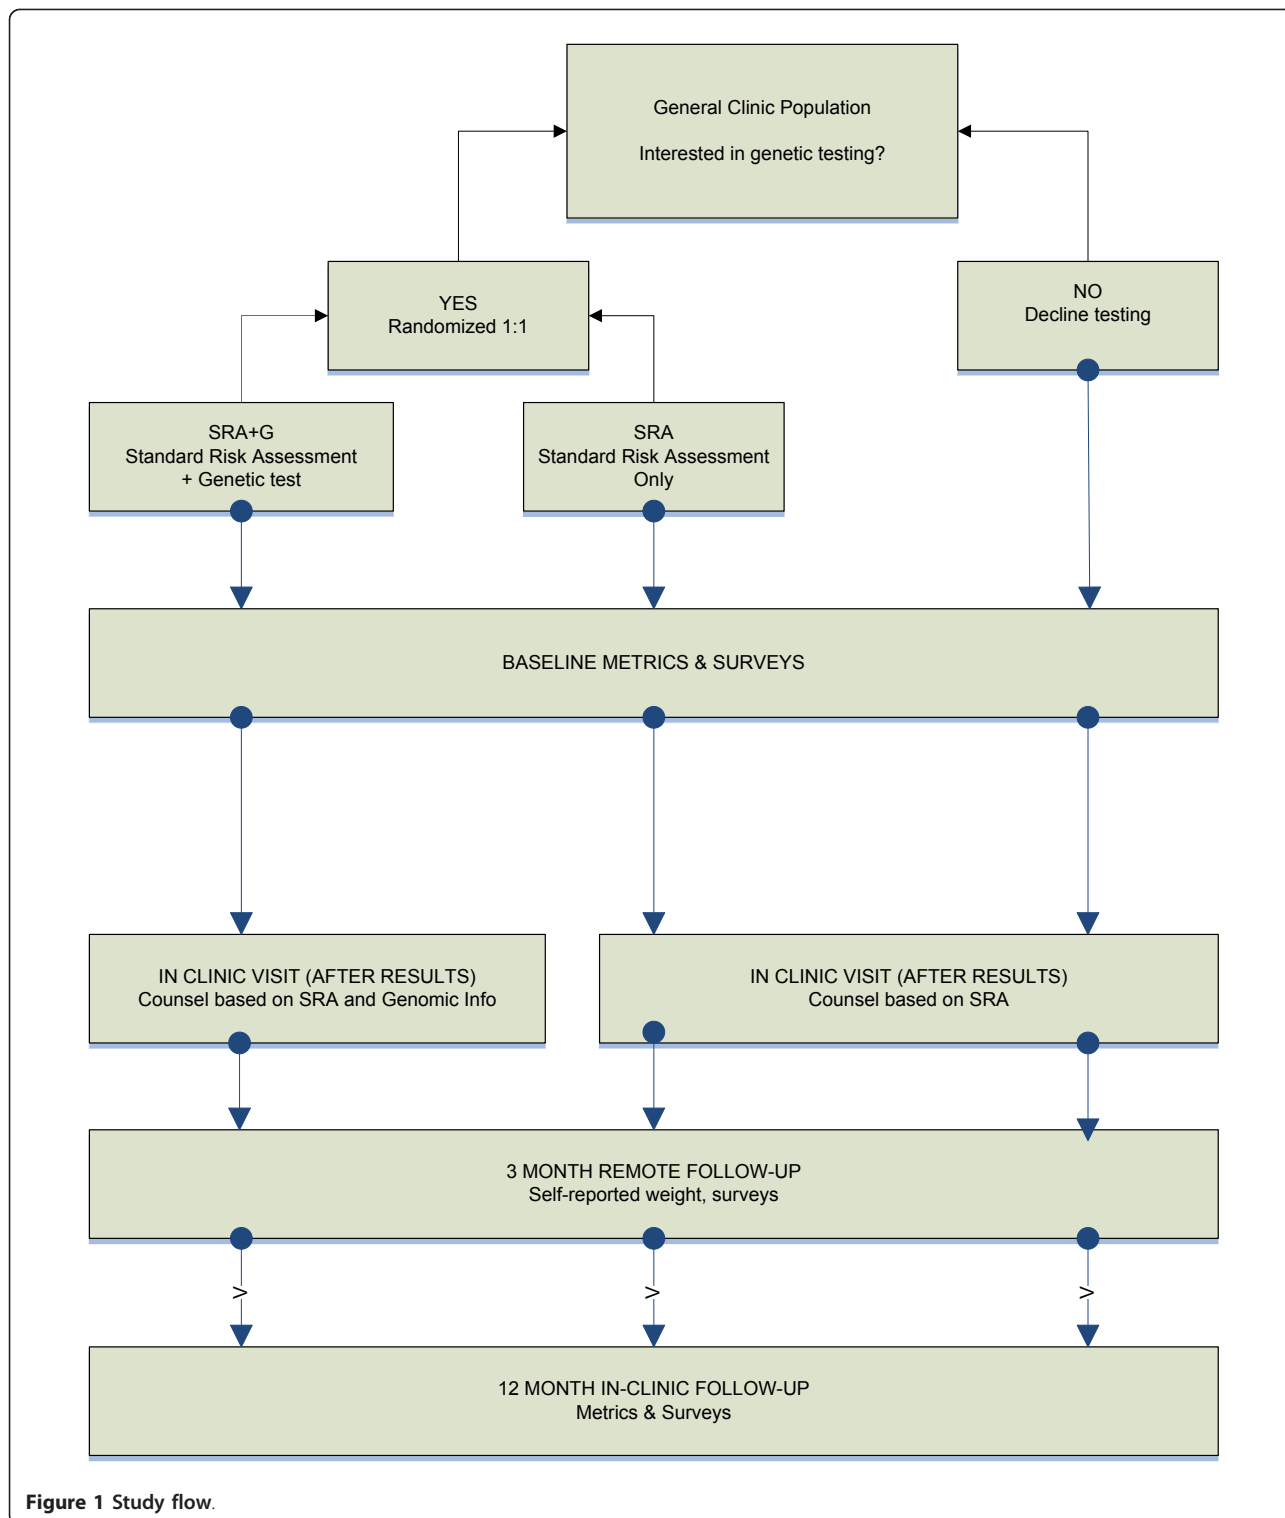 General Clinic Population
Interested in genetic testing?
YES
Randomized 1:1
NO
Decline testing
SRA+G
Standard Risk Assessment
+ Genetic test
SRA
Standard Risk Assessment
Only
BASELINE METRICS & SURVEYS
IN CLINIC VISIT (AFTER RESULTS)
Counsel based on SRA and Genomic Info
IN CLINIC VISIT (AFTER RESULTS)
Counsel based on SRA
3 MONTH REMOTE FOLLOW-UP
Self-reported weight, surveys
V V V
12 MONTH IN-CLINIC FOLLOW-UP
Metrics & Surveys
Figure 1 Study flow.